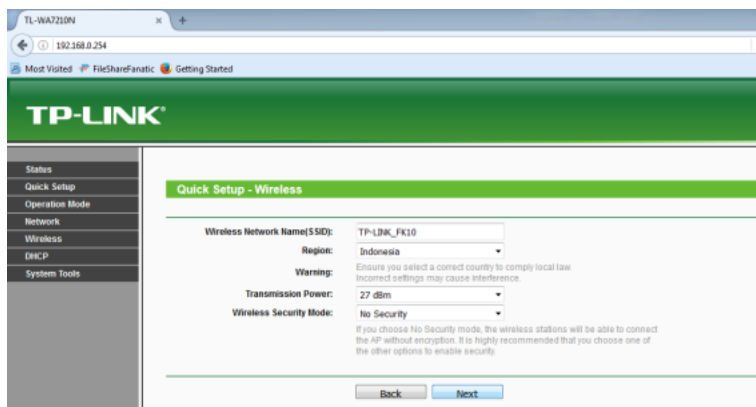 TL-WA7210N
192.168.0.254
Most Visited FileShareFanatic Getting Started
TP-LINK
Status
Quick Setup
Operation Mode
Network
Wireless
DHCP
System Tools
Quick Setup - Wireless
Wireless Network Name(SSID): TP-LINK_FK10
Region: Indonesia
Warning: Ensure you select a correct country to comply local law.
Incorrect settings may cause interference.
Transmission Power: 27 dBm
Wireless Security Mode: No Security
If you choose No Security mode, the wireless stations will be able to connect
the AP without encryption. It is highly recommended that you choose one of
the other options to enable security.
Back Next